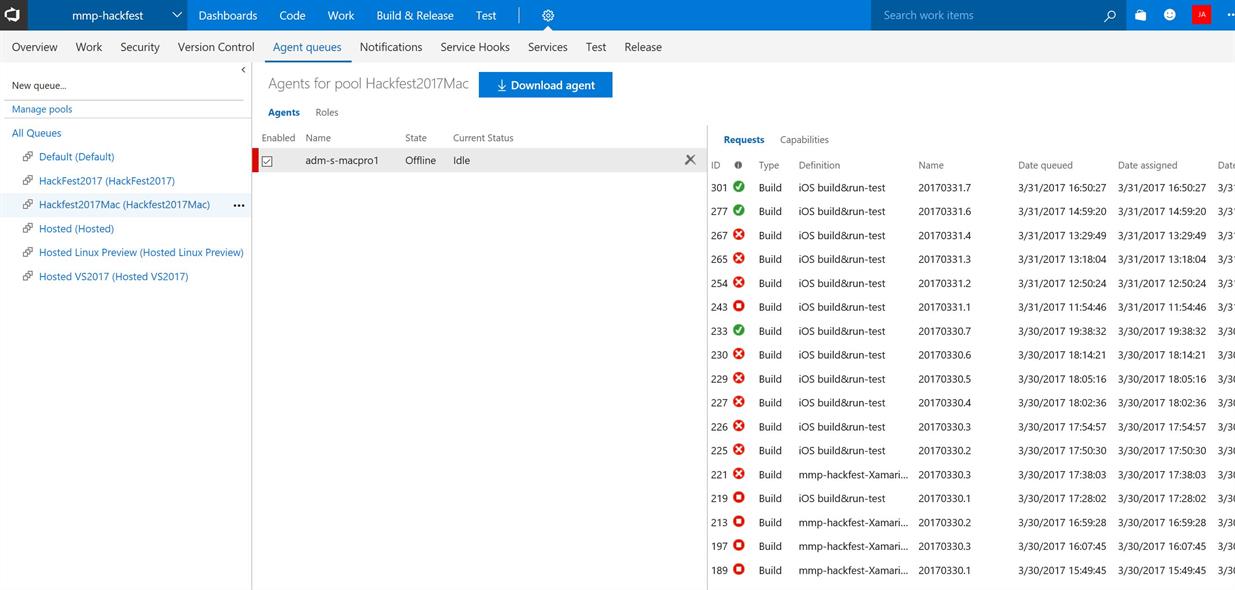 mmp-hackfest Dashboards Code Work Build & Release Test Search work items JA
Overview Work Security Version Control Agent queues Notifications Service Hooks Services Test Release
New queue...
Manage pools
All Queues
Default (Default)
HackFest2017 (HackFest2017)
Hackfest2017Mac (Hackfest2017Mac) ...
Hosted (Hosted)
Hosted Linux Preview (Hosted Linux Preview)
Hosted VS2017 (Hosted VS2017)
Agents for pool Hackfest2017Mac Download agent
Agents Roles
Enabled Name State Current Status
adm-s-macpro1 Offline Idle
Requests Capabilities
ID Type Definition Name Date queued Date assigned Date
301 Build iOS build&run-test 20170331.7 3/31/2017 16:50:27 3/31/2017 16:50:27 3/31
277 Build iOS build&run-test 20170331.6 3/31/2017 14:59:20 3/31/2017 14:59:20 3/31
267 Build iOS build&run-test 20170331.4 3/31/2017 13:29:49 3/31/2017 13:29:49 3/31
265 Build iOS build&run-test 20170331.3 3/31/2017 13:18:04 3/31/2017 13:18:04 3/31
254 Build iOS build&run-test 20170331.2 3/31/2017 12:50:24 3/31/2017 12:50:24 3/31
243 Build iOS build&run-test 20170331.1 3/31/2017 11:54:46 3/31/2017 11:54:46 3/31
233 Build iOS build&run-test 20170330.7 3/30/2017 19:38:32 3/30/2017 19:38:32 3/30
230 Build iOS build&run-test 20170330.6 3/30/2017 18:14:21 3/30/2017 18:14:21 3/30
229 Build iOS build&run-test 20170330.5 3/30/2017 18:05:16 3/30/2017 18:05:16 3/30
227 Build iOS build&run-test 20170330.4 3/30/2017 18:02:36 3/30/2017 18:02:36 3/30
226 Build iOS build&run-test 20170330.3 3/30/2017 17:54:57 3/30/2017 17:54:57 3/30
225 Build iOS build&run-test 20170330.2 3/30/2017 17:50:30 3/30/2017 17:50:30 3/30
221 Build mmp-hackfest-Xamari... 20170330.3 3/30/2017 17:38:03 3/30/2017 17:38:03 3/30
219 Build iOS build&run-test 20170330.1 3/30/2017 17:28:02 3/30/2017 17:28:02 3/30
213 Build mmp-hackfest-Xamari... 20170330.2 3/30/2017 16:59:28 3/30/2017 16:59:28 3/30
197 Build mmp-hackfest-Xamari... 20170330.3 3/30/2017 16:07:45 3/30/2017 16:07:45 3/30
189 Build mmp-hackfest-Xamari... 20170330.1 3/30/2017 15:49:45 3/30/2017 15:49:45 3/30